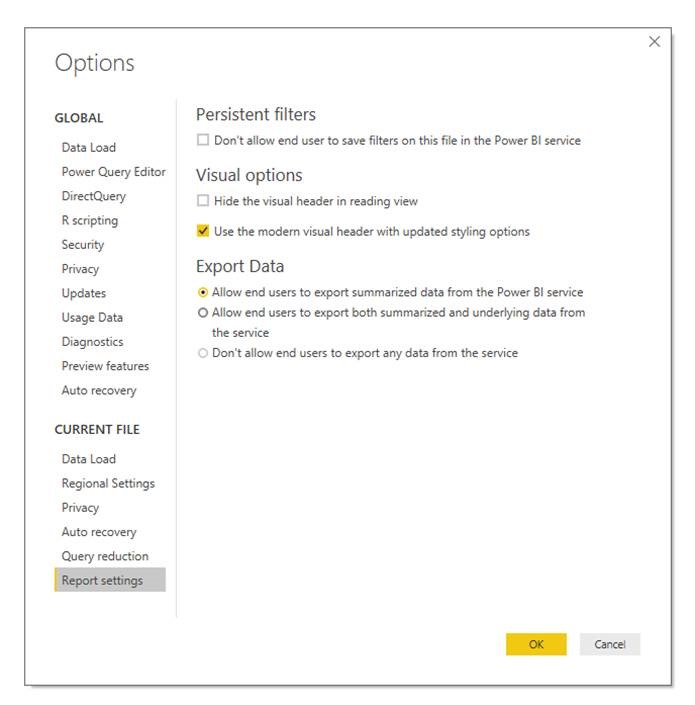 Options
GLOBAL
Data Load
Power Query Editor
DirectQuery
R scripting
Security
Privacy
Updates
Usage Data
Diagnostics
Preview features
Auto recovery
CURRENT FILE
Data Load
Regional Settings
Privacy
Auto recovery
Query reduction
Report settings
Persistent filters
Don't allow end user to save filters on this file in the Power BI service
Visual options
Hide the visual header in reading view
Use the modern visual header with updated styling options
Export Data
Allow end users to export summarized data from the Power BI service
Allow end users to export both summarized and underlying data from
the service
Don't allow end users to export any data from the service
OK
Cancel